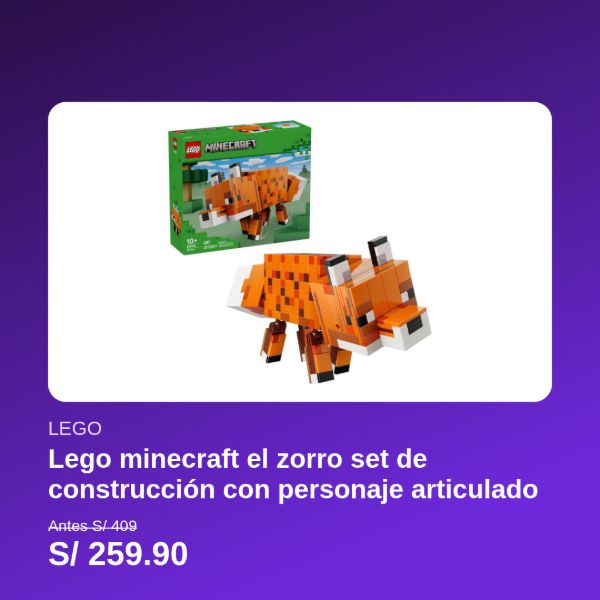 LEGO
MINECRAFT
10+
LEGO
Lego minecraft el zorro set de
construcción con personaje articulado
Antes S/ 409
S/ 259.90